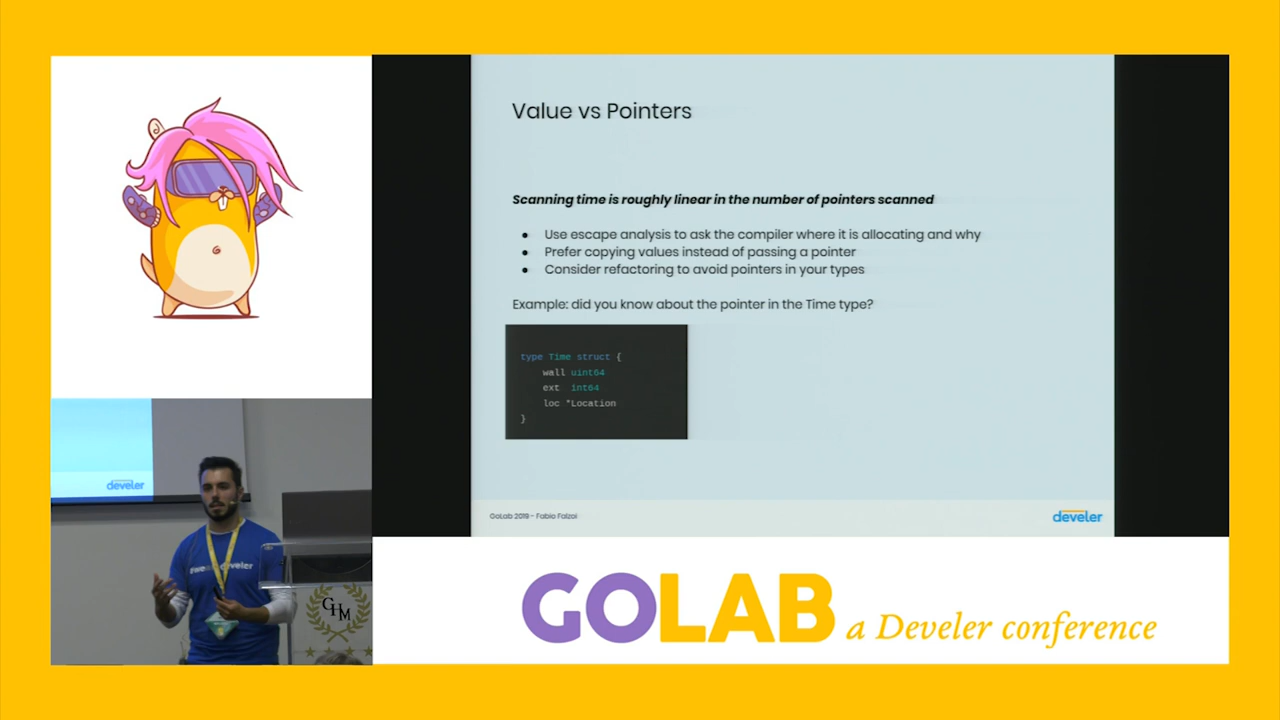 Value vs Pointers
Scanning time is roughly linear in the number of pointers scanned
● Use escape analysis to ask the compiler where it is allocating and why
● Prefer copying values instead of passing a pointer
● Consider refactoring to avoid pointers in your types
Example: did you know about the pointer in the Time type?
type Time struct {
wall uint64
ext int64
loc *Location
}
GoLab 2019 - Fabio Falzoi
develer
develer
develer
GHM
GOLAB a Develer conference